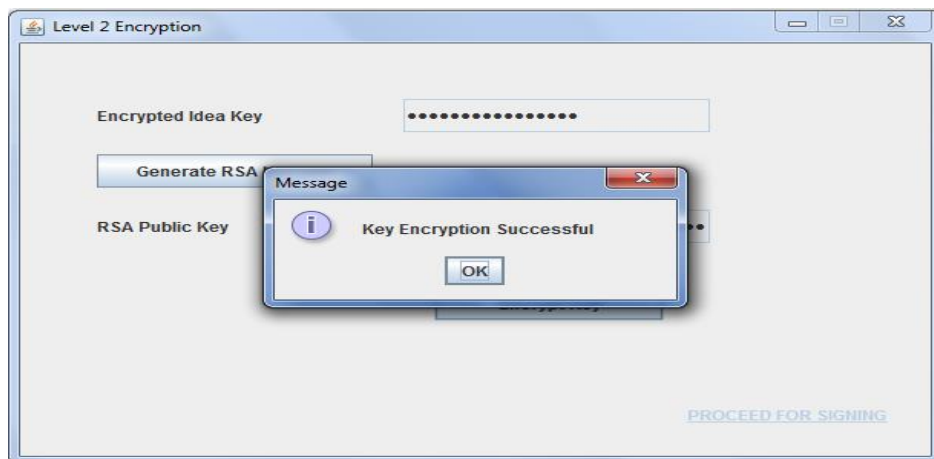 Level 2 Encryption
Encrypted Idea Key
••••••••••••••••
Generate RSA
Message
RSA Public Key
Key Encryption Successful
OK
PROCEED FOR SIGNING